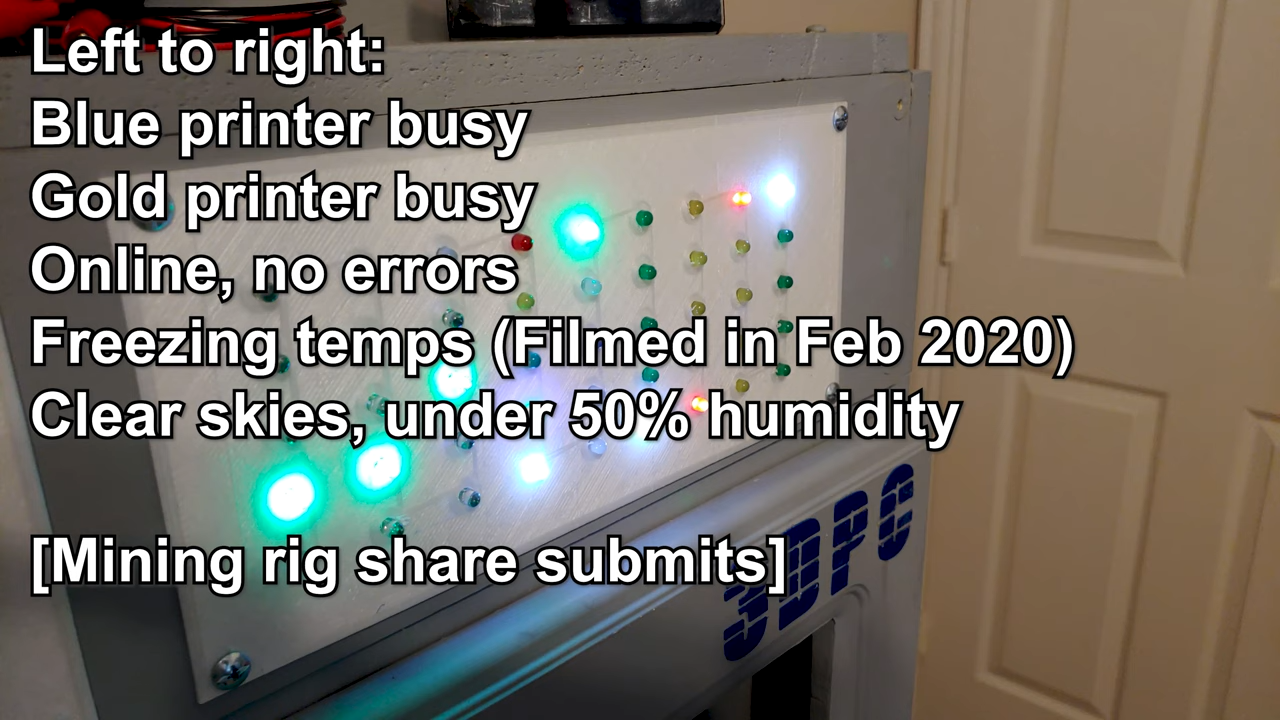 Left to right:
Blue printer busy
Gold printer busy
Online, no errors
Freezing temps (Filmed in Feb 2020)
Clear skies, under 50% humidity
[Mining rig share submits]
3DPC